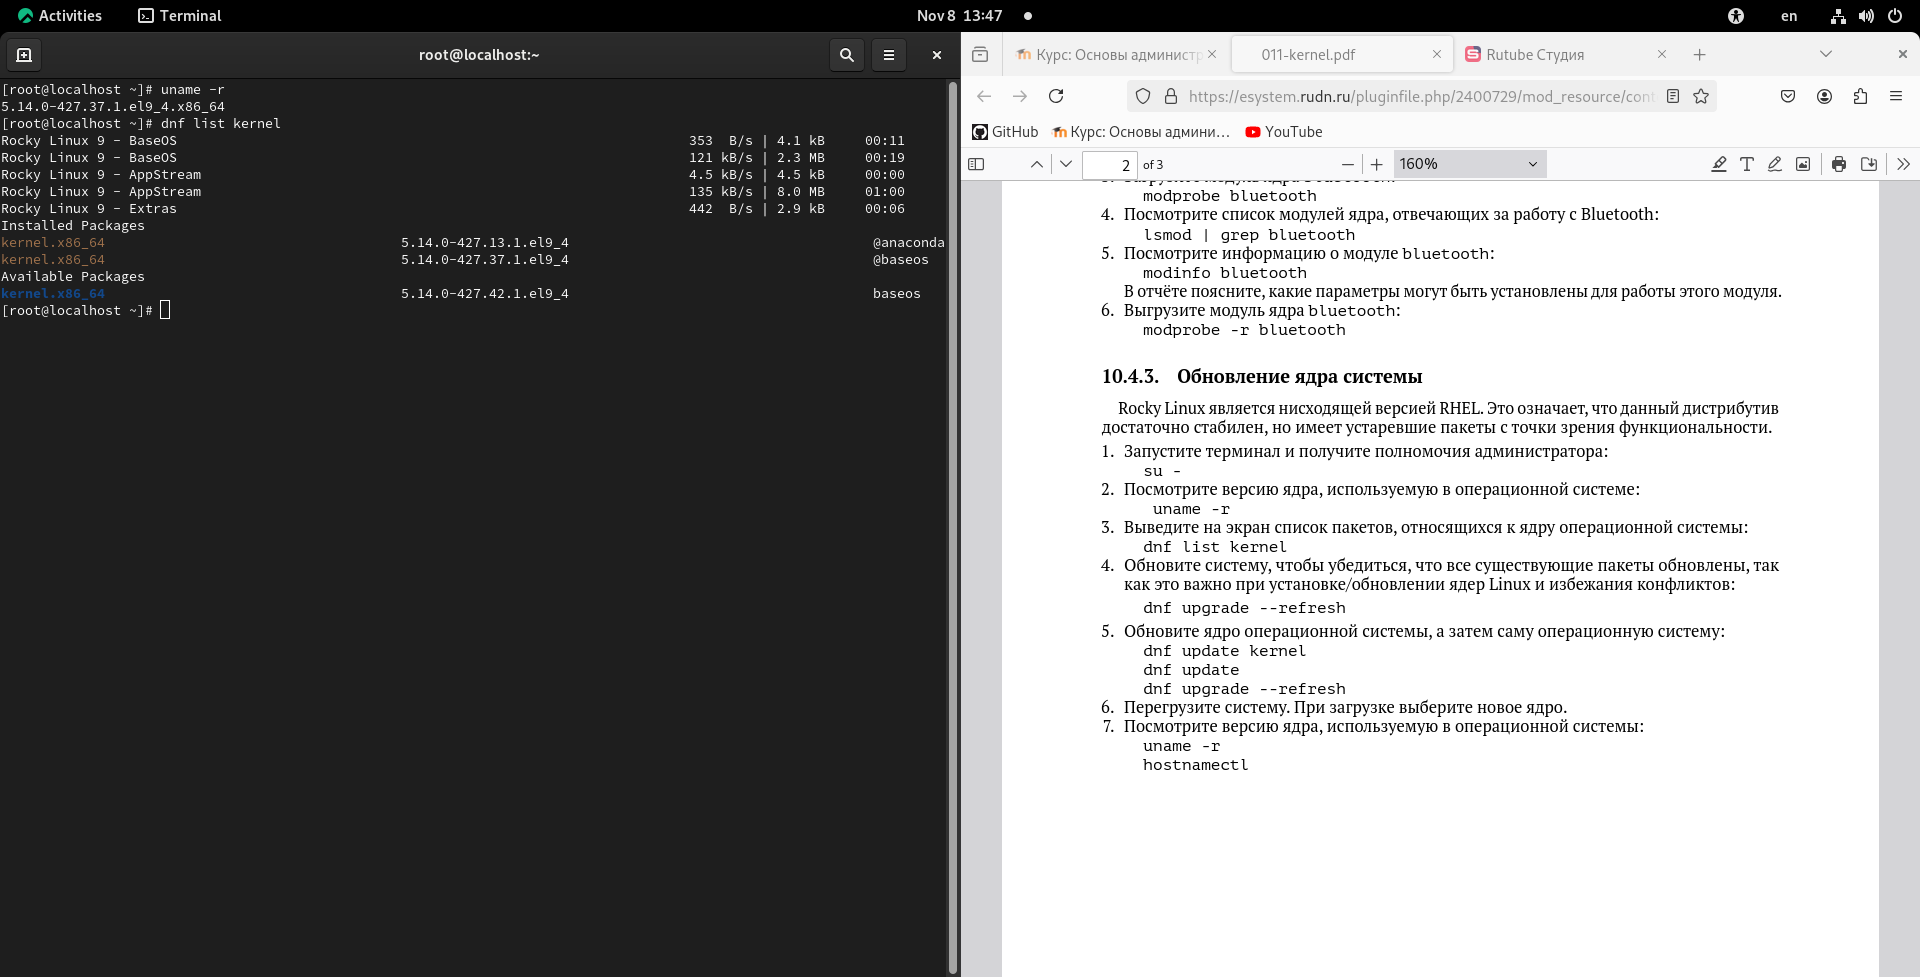 Activities
Terminal
Nov 8 13:47
en
root@localhost:~
[root@localhost ~]# uname -r
5.14.0-427.37.1.el9_4.x86_64
[root@localhost ~]# dnf list kernel
Rocky Linux 9 - BaseOS 353 B/s | 4.1 kB 00:11
Rocky Linux 9 - BaseOS 121 kB/s | 2.3 MB 00:19
Rocky Linux 9 - AppStream 4.5 kB/s | 4.5 kB 00:00
Rocky Linux 9 - AppStream 135 kB/s | 8.0 MB 01:00
Rocky Linux 9 - Extras 442 B/s | 2.9 kB 00:06
Installed Packages
kernel.x86_64 5.14.0-427.13.1.el9_4 @anaconda
kernel.x86_64 5.14.0-427.37.1.el9_4 @baseos
Available Packages
kernel.x86_64 5.14.0-427.42.1.el9_4 baseos
[root@localhost ~]#
Курс: Основы администр
011-kernel.pdf
Rutube Студия
https://esystem.rudn.ru/pluginfile.php/2400729/mod_resource/cont
GitHub
Курс: Основы админи…
YouTube
2 of 3
160%
modprobe bluetooth
4. Посмотрите список модулей ядра, отвечающих за работу с Bluetooth:
lsmod | grep bluetooth
5. Посмотрите информацию о модуле bluetooth:
modinfo bluetooth
В отчёте поясните, какие параметры могут быть установлены для работы этого модуля.
6. Выгрузите модуль ядра bluetooth:
modprobe -r bluetooth
10.4.3. Обновление ядра системы
Rocky Linux является нисходящей версией RHEL. Это означает, что данный дистрибутив
достаточно стабилен, но имеет устаревшие пакеты с точки зрения функциональности.
1. Запустите терминал и получите полномочия администратора:
su -
2. Посмотрите версию ядра, используемую в операционной системе:
uname -r
3. Выведите на экран список пакетов, относящихся к ядру операционной системы:
dnf list kernel
4. Обновите систему, чтобы убедиться, что все существующие пакеты обновлены, так
как это важно при установке/обновлении ядер Linux и избежания конфликтов:
dnf upgrade --refresh
5. Обновите ядро операционной системы, а затем саму операционную систему:
dnf update kernel
dnf update
dnf upgrade --refresh
6. Перегрузите систему. При загрузке выберите новое ядро.
7. Посмотрите версию ядра, используемую в операционной системы:
uname -r
hostnamectl